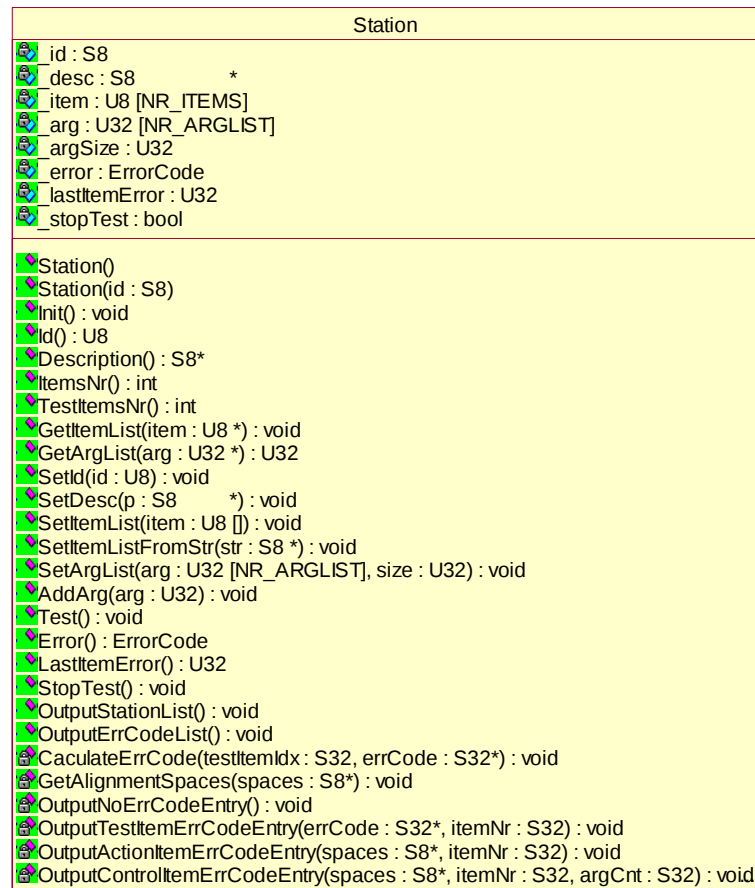 Station
_id : S8
_desc : S8 *
_item : U8 [NR_ITEMS]
_arg : U32 [NR_ARGLIST]
_argSize : U32
_error : ErrorCode
_lastItemError : U32
_stopTest : bool
Station()
Station(id : S8)
Init() : void
Id() : U8
Description() : S8*
ItemsNr() : int
TestItemsNr() : int
GetItemList(item : U8 *) : void
GetArgList(arg : U32 *) : U32
SetId(id : U8) : void
SetDesc(p : S8 *) : void
SetItemList(item : U8 []) : void
SetItemListFromStr(str : S8 *) : void
SetArgList(arg : U32 [NR_ARGLIST], size : U32) : void
AddArg(arg : U32) : void
Test() : void
Error() : ErrorCode
LastItemError() : U32
StopTest() : void
OutputStationList() : void
OutputErrCodeList() : void
CaculateErrCode(testItemIdx : S32, errCode : S32*) : void
GetAlignmentSpaces(spaces : S8*) : void
OutputNoErrCodeEntry() : void
OutputTestItemErrCodeEntry(errCode : S32*, itemNr : S32) : void
OutputActionItemErrCodeEntry(spaces : S8*, itemNr : S32) : void
OutputControlItemErrCodeEntry(spaces : S8*, itemNr : S32, argCnt : S32) : void